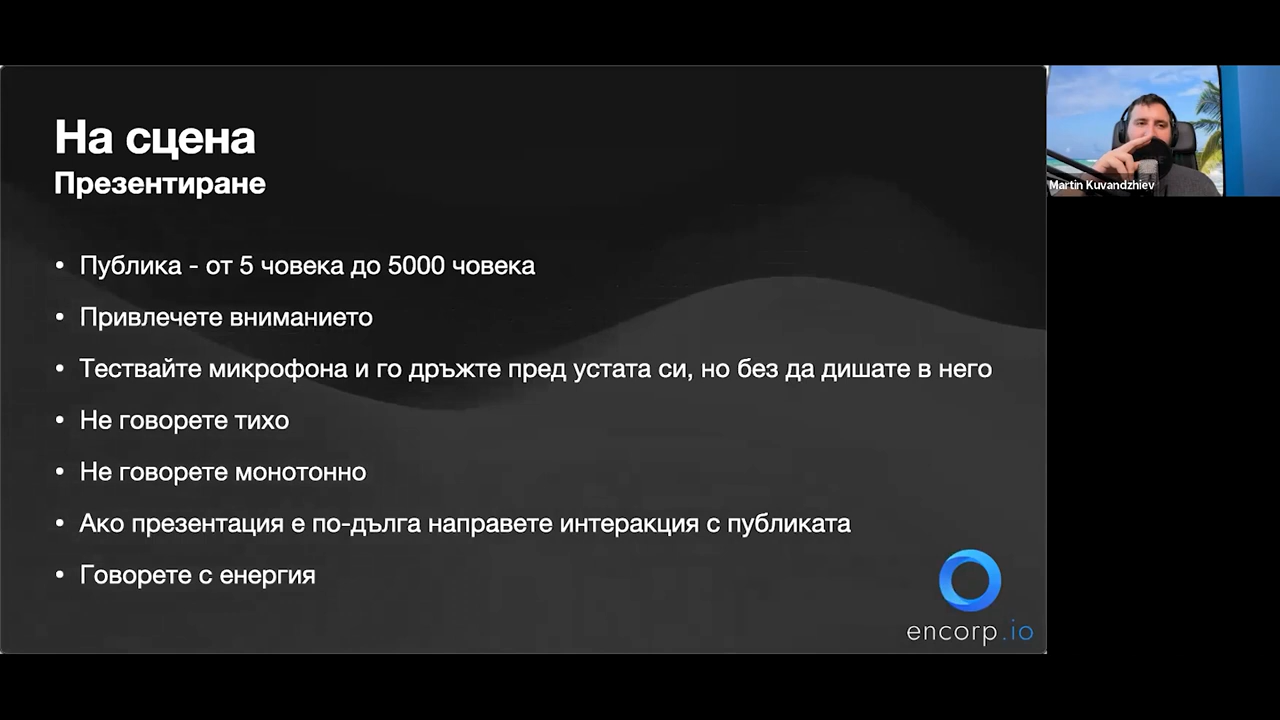 На сцена
Презентиране
• Публика - от 5 човека до 5000 човека
• Привлечете вниманието
• Тествайте микрофона и го дръжте пред устата си, но без да дишате в него
• Не говорете тихо
• Не говорете монотонно
• Ако презентация е по-дълга направете интеракция с публиката
• Говорете с енергия
encorp.io
Martin Kuvandzhiev